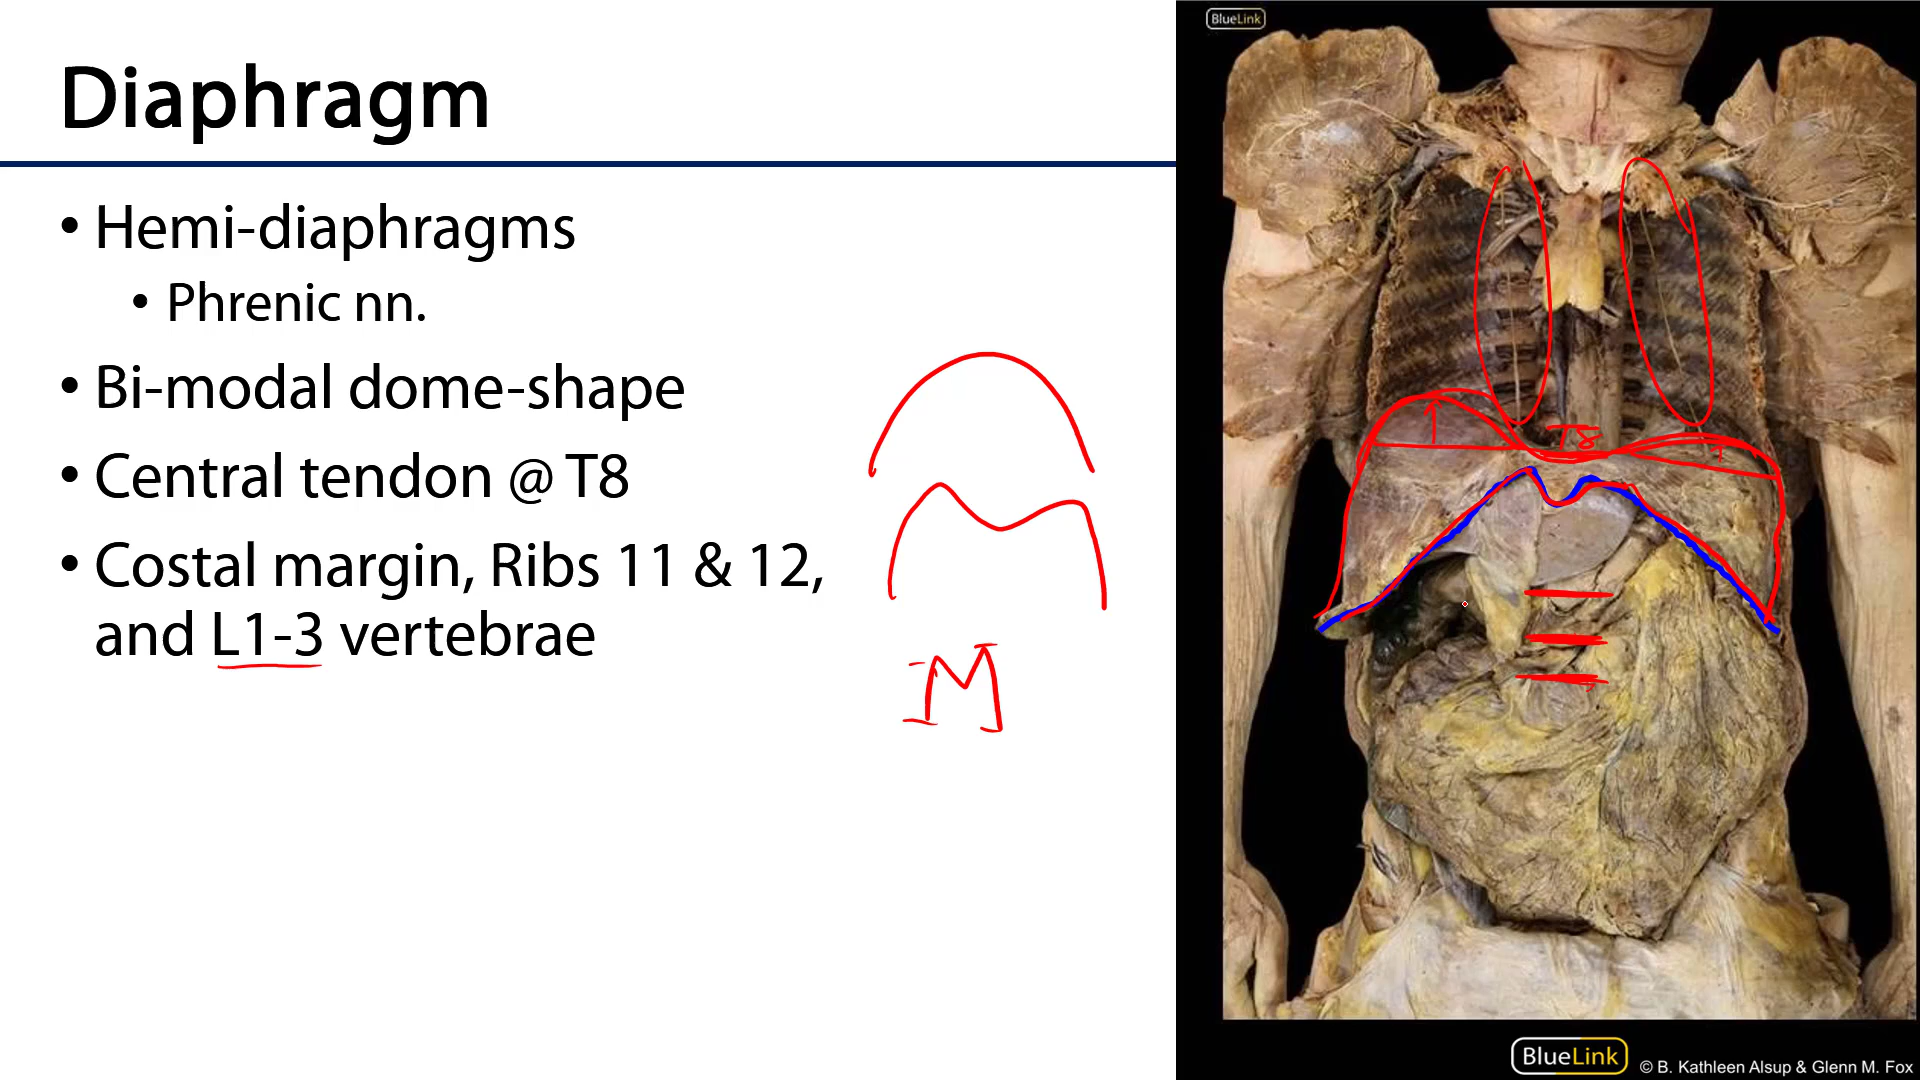 Diaphragm
• Hemi-diaphragms
• Phrenic nn.
• Bi-modal dome-shape
• Central tendon @ T8
• Costal margin, Ribs 11 & 12,
and L1-3 vertebrae
M
BlueLink
T8
BlueLink
© B. Kathleen Alsup & Glenn M. Fox